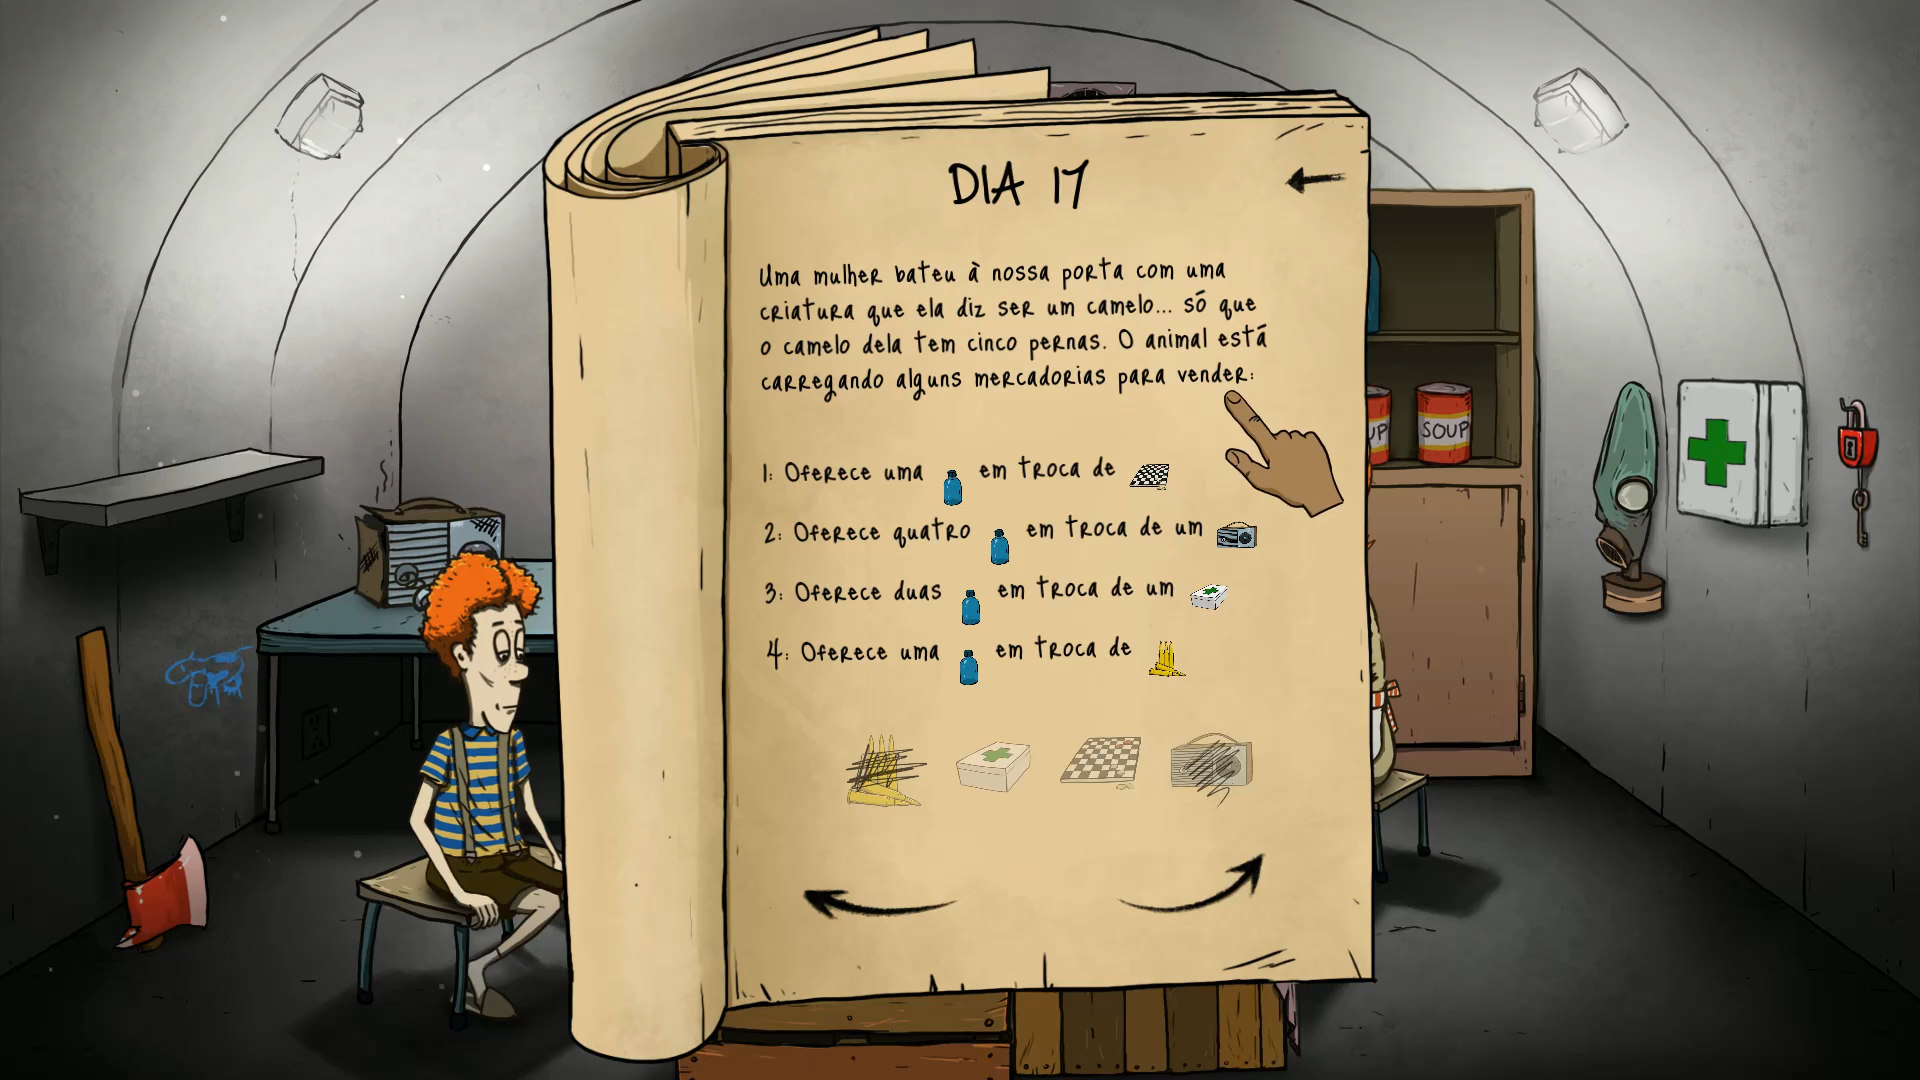 DIA 17
Uma mulher bateu à nossa porta com uma
criatura que ela diz ser um camelo... só que
o camelo dela tem cinco pernas. O animal está
carregando alguns mercadorias para vender:
1: Oferece uma em troca de
2: Oferece quatro em troca de um
3: Oferece duas em troca de um
4: Oferece uma em troca de
UP
SOUP